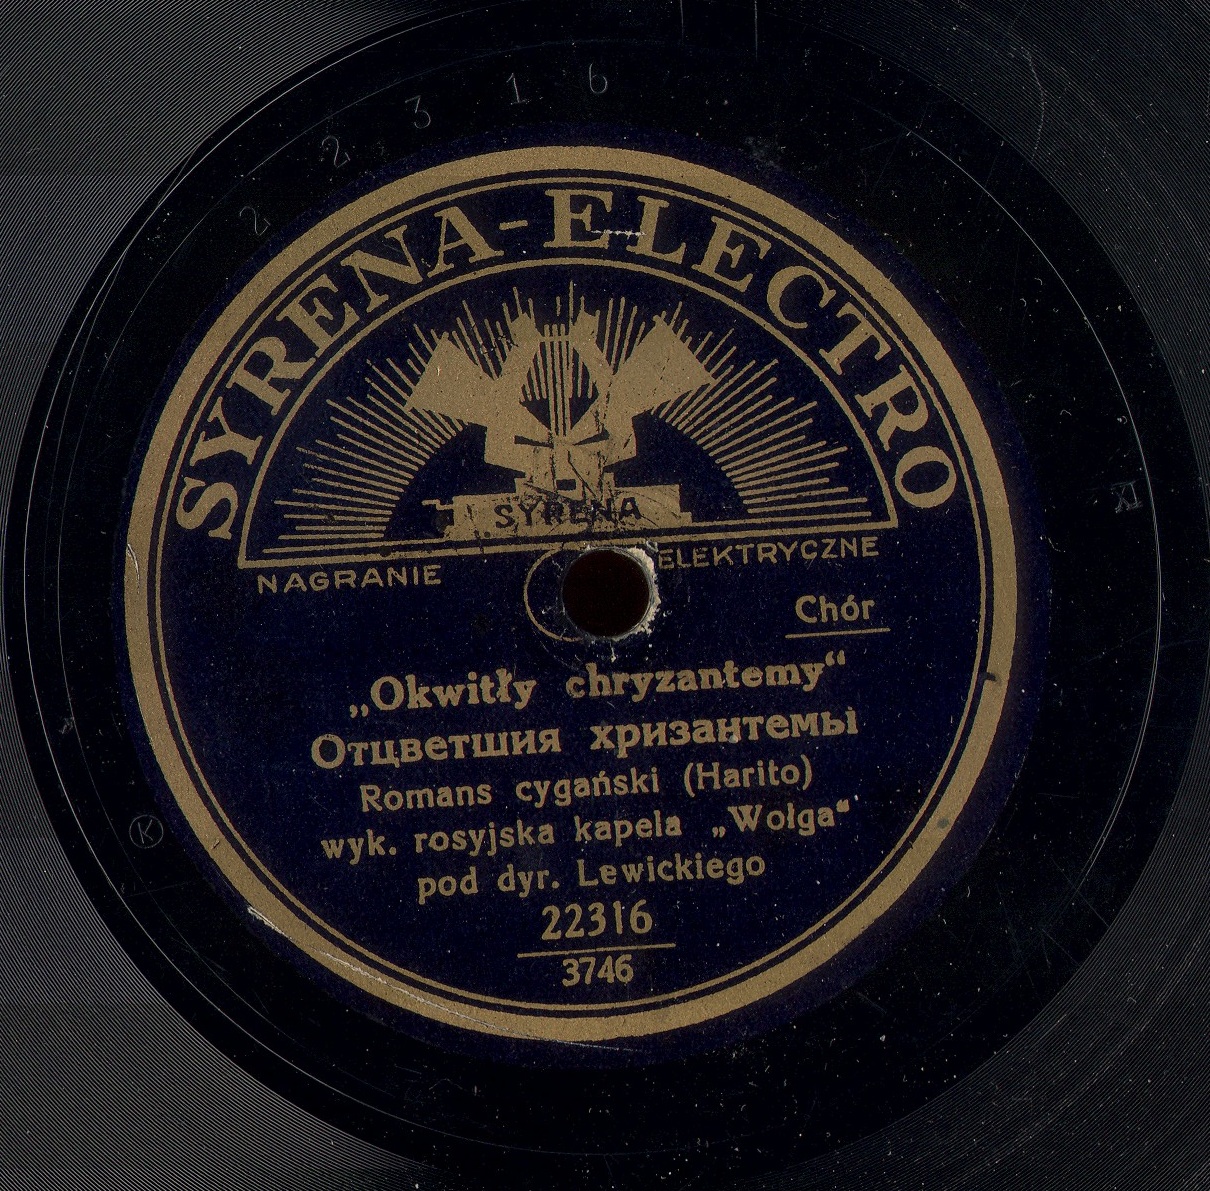 2 2 3 1 6
SYRENA-ELECTRO
SYRENA
NAGRANIE ELEKTRYCZNE
Chór
„Okwitły chryzantemy“
Отцветшия хризантемы
Romans cygański (Harito)
wyk. rosyjska kapela „Wołga“
pod dyr. Lewickiego
22316
3746
K
XI